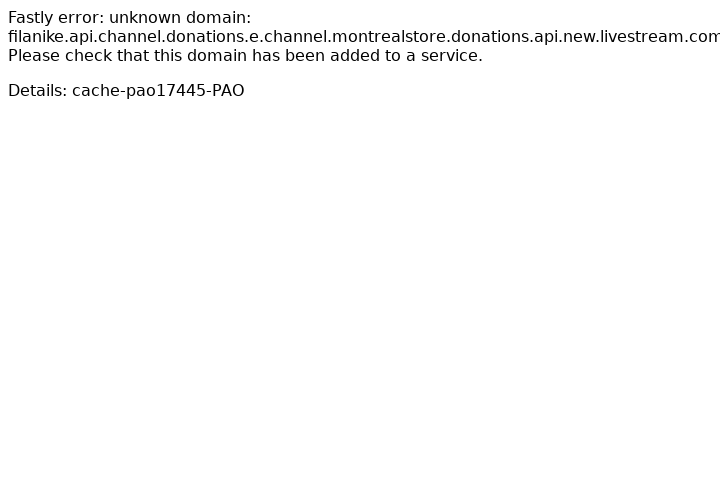 Fastly error: unknown domain:
filanike.api.channel.donations.e.channel.montrealstore.donations.api.new.livestream.com
Please check that this domain has been added to a service.
Details: cache-pao17445-PAO